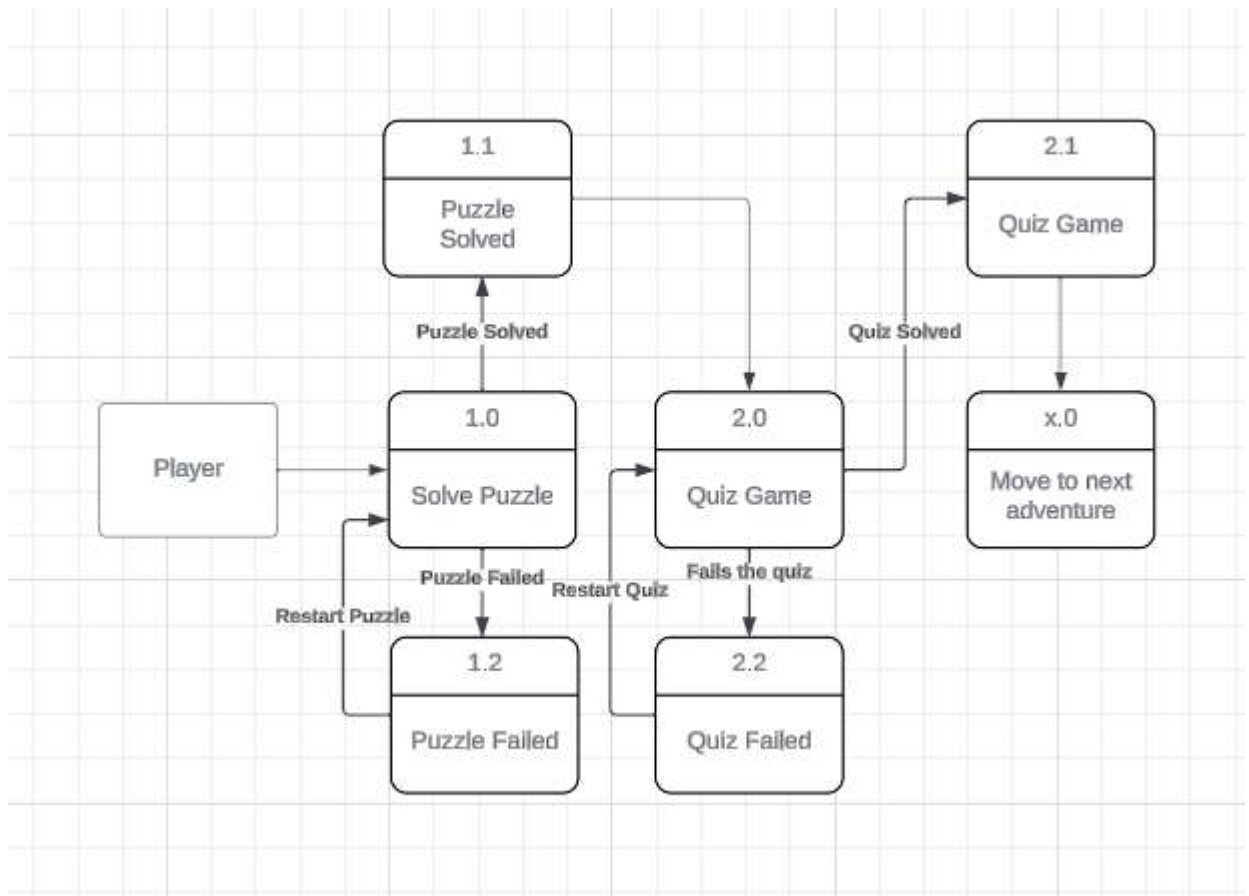 1.1
Puzzle
Solved
2.1
Quiz Game
Puzzle Solved
Quiz Solved
Player
1.0
Solve Puzzle
2.0
Quiz Game
x.0
Move to next
adventure
Puzzle Failed
Restart Puzzle
Fails the quiz
Restart Quiz
1.2
Puzzle Failed
2.2
Quiz Failed